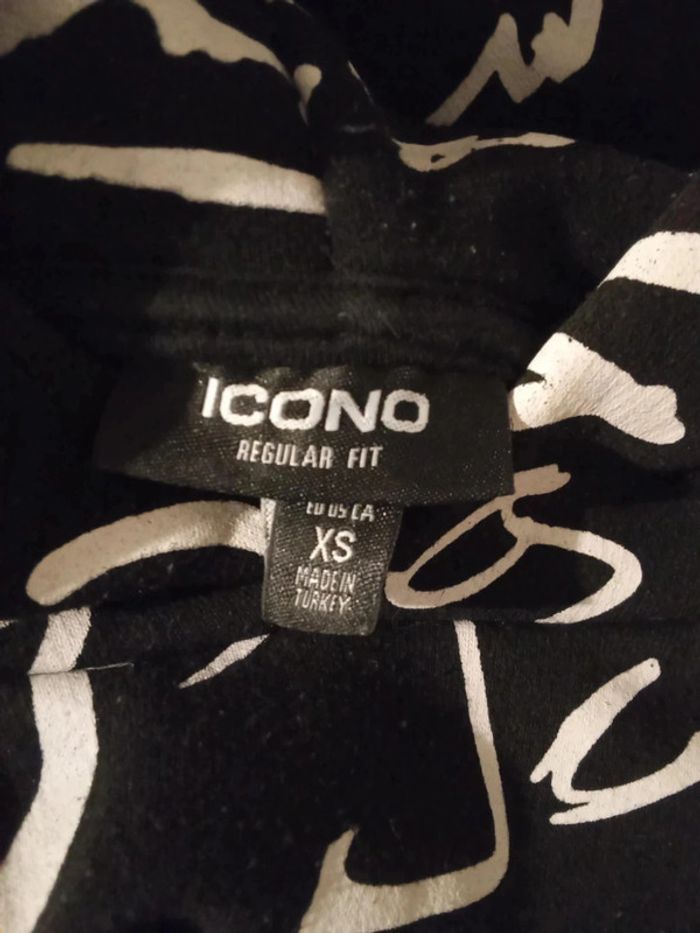 ICONO
REGULAR FIT
EU US CA
XS
MADE IN
TURKEY